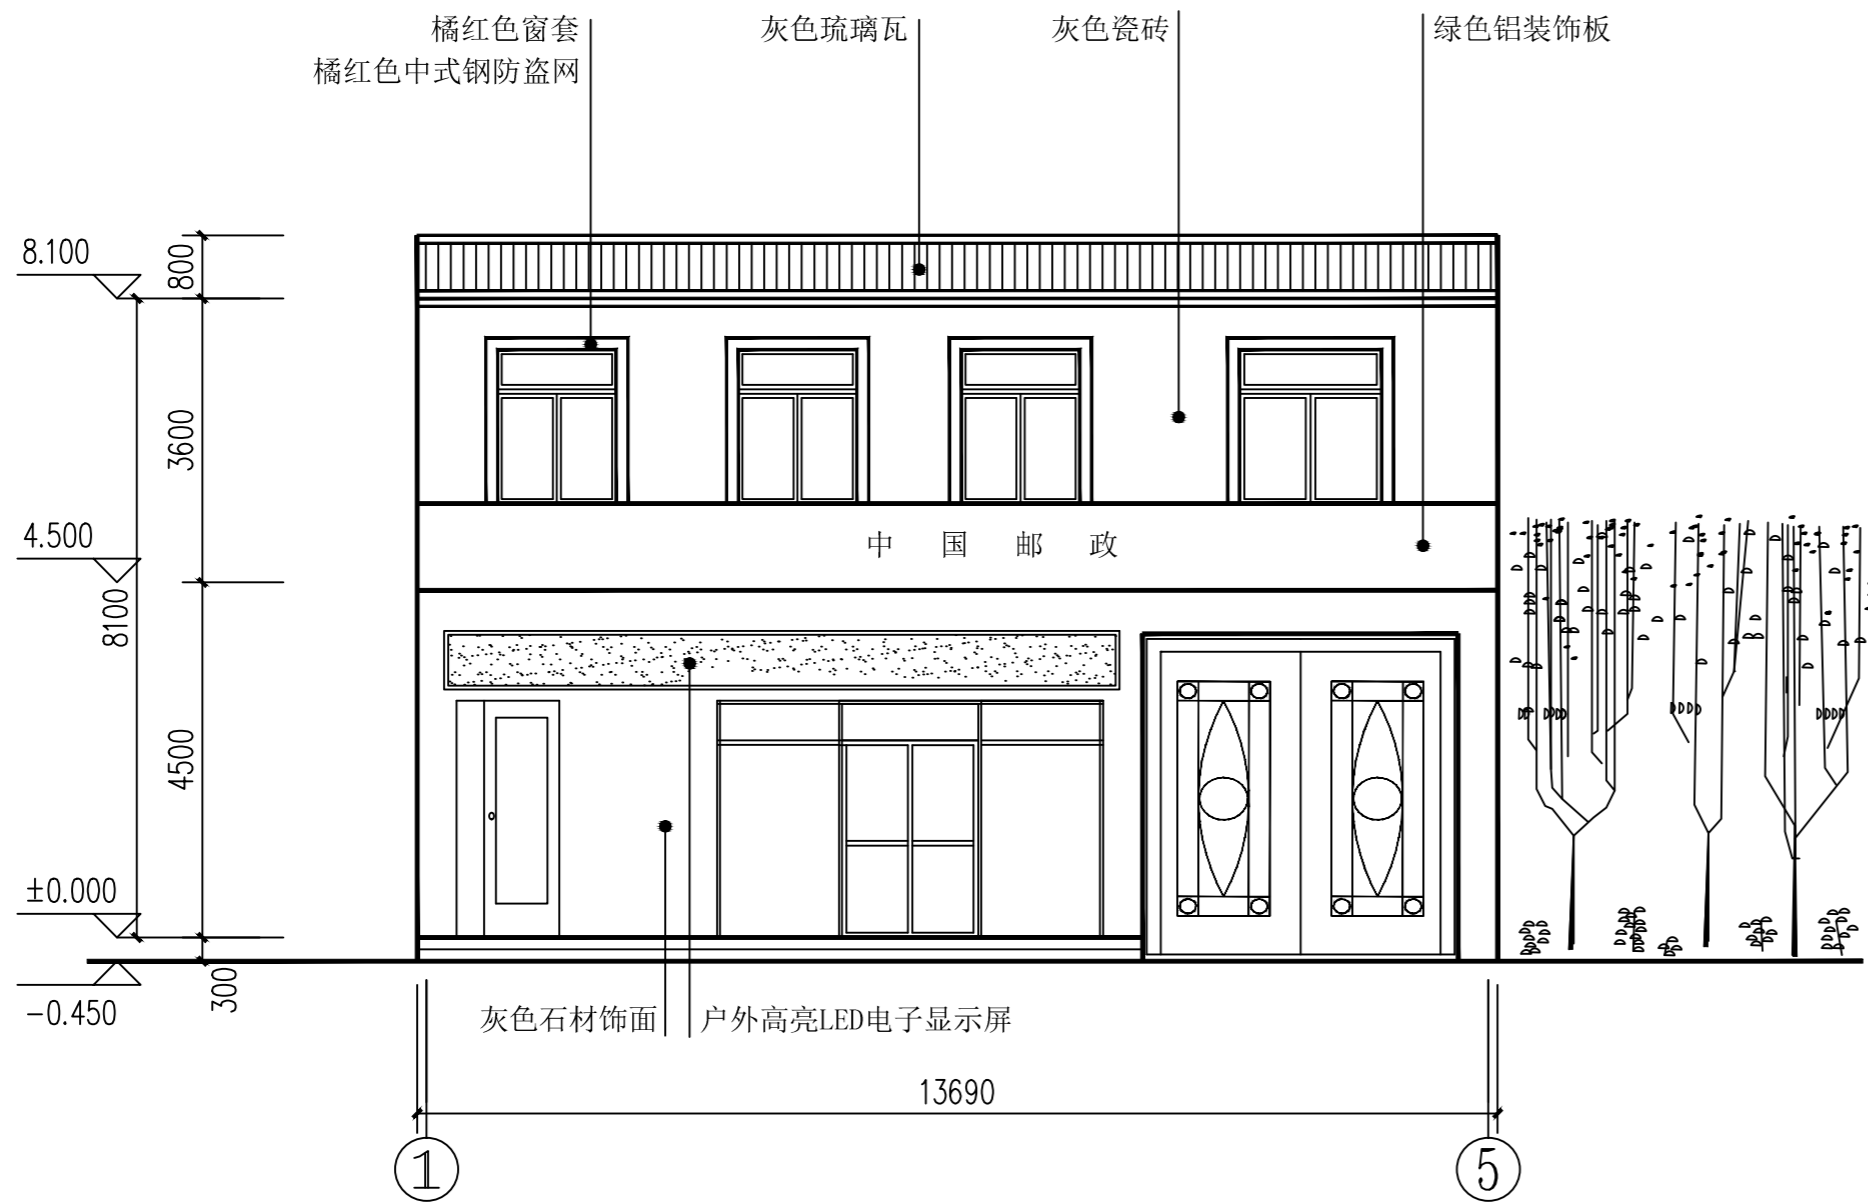 橘红色窗套
橘红色中式钢防盗网
灰色琉璃瓦
灰色瓷砖
绿色铝装饰板
8.100
800
3600
4.500
8100
中国邮政
4500
±0.000
300
-0.450
灰色石材饰面
户外高亮LED电子显示屏
13690
1
5